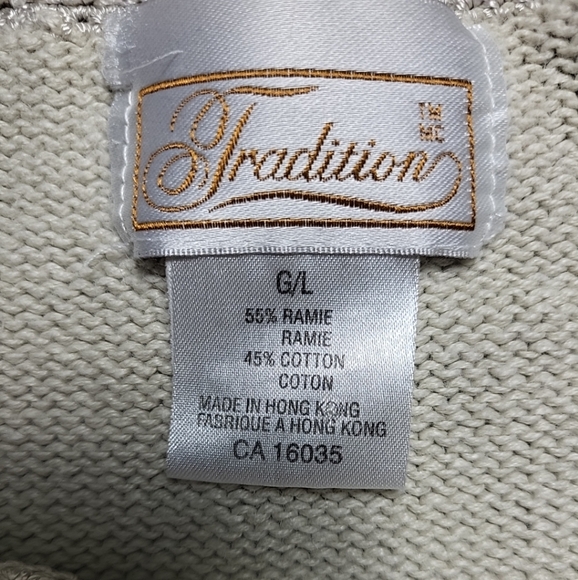 Tradition TM MC
G/L
55% RAMIE
RAMIE
45% COTTON
COTON
MADE IN HONG KONG
FABRIQUE A HONG KONG
CA 16035